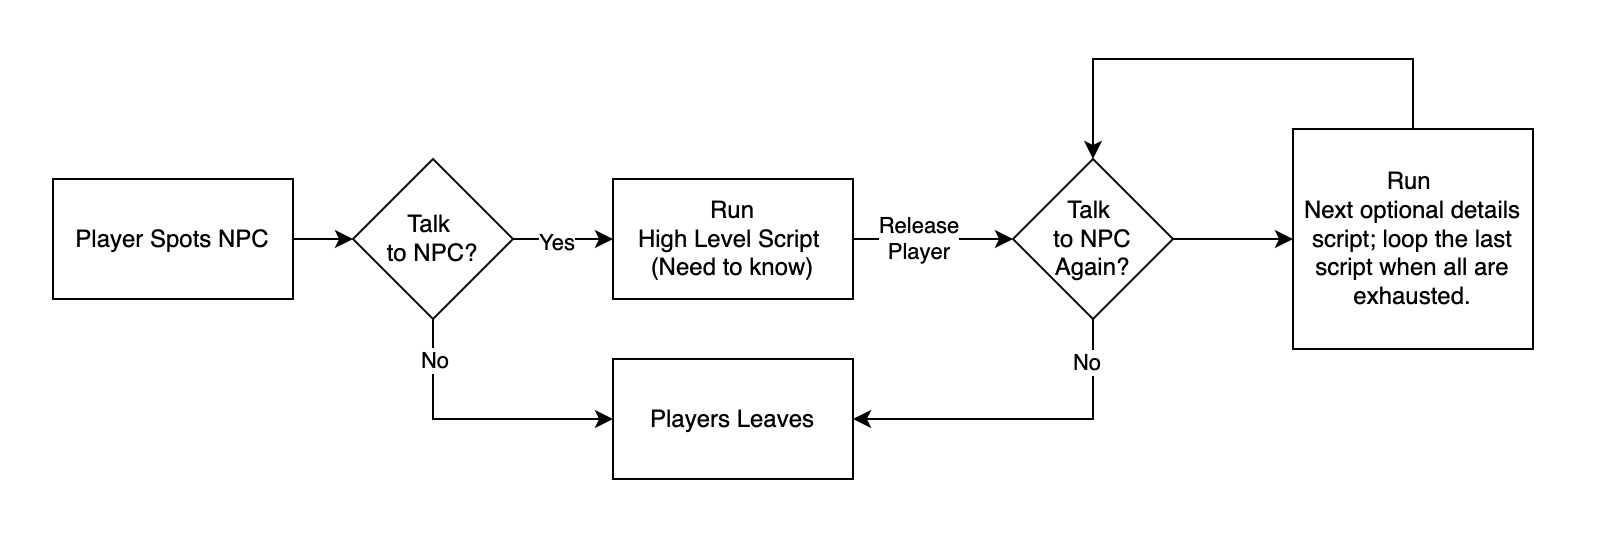 Player Spots NPC
Talk
to NPC?
Yes
Run
High Level Script
(Need to know)
Release
Player
Talk
to NPC
Again?
Run
Next optional details
script; loop the last
script when all are
exhausted.
No
No
Players Leaves